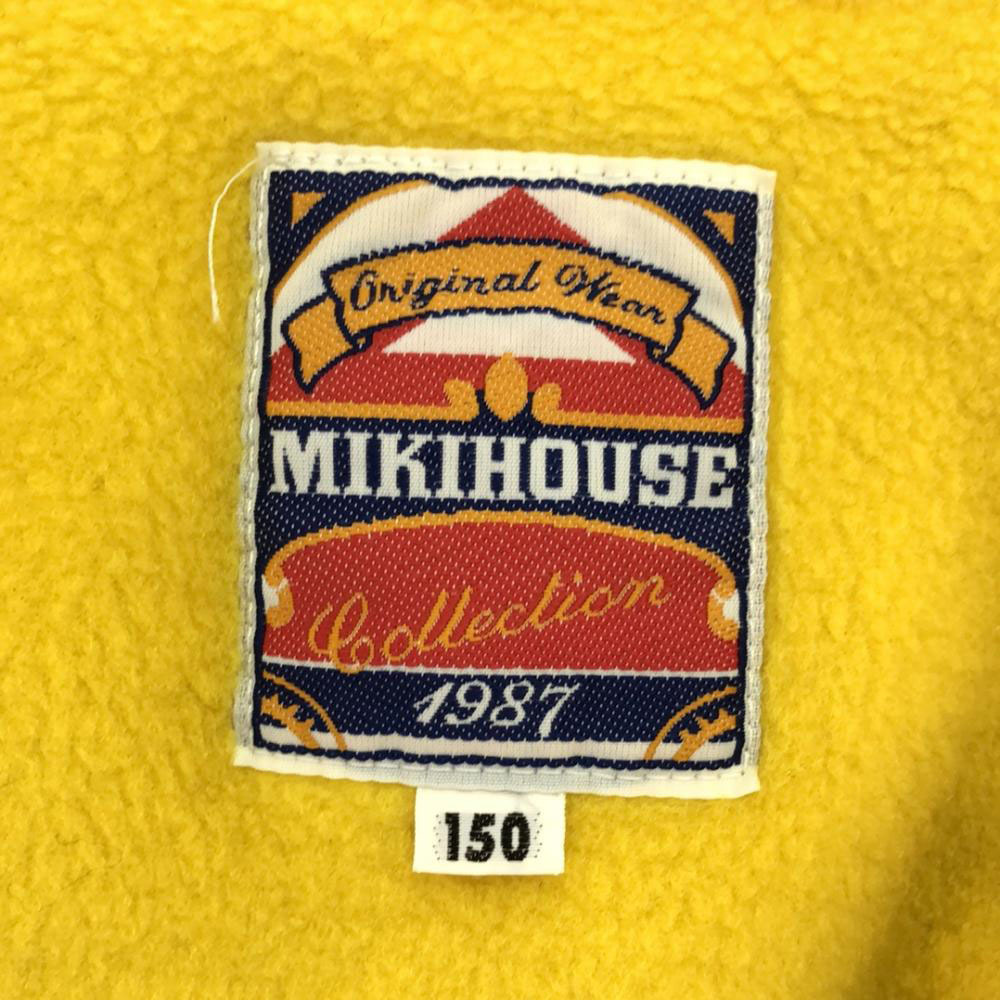 Original Wear
MIKIHOUSE
Collection
1987
150